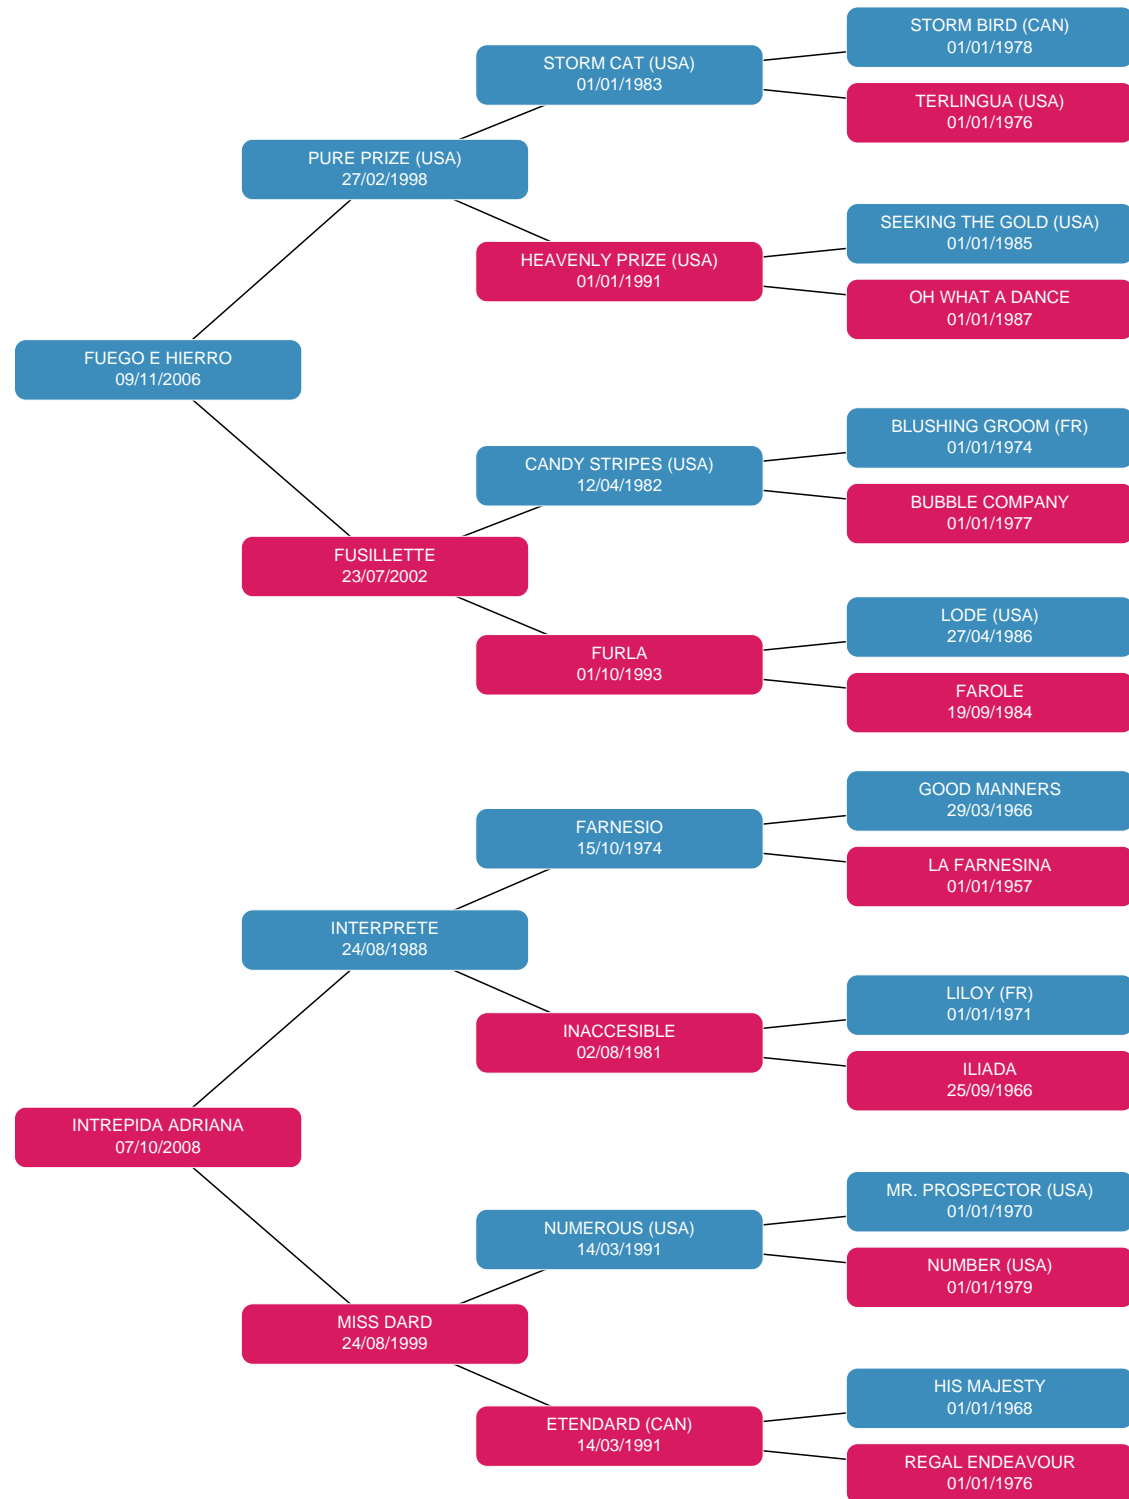 STORM BIRD (CAN)
01/01/1978
STORM CAT (USA)
01/01/1983
TERLINGUA (USA)
01/01/1976
PURE PRIZE (USA)
27/02/1998
SEEKING THE GOLD (USA)
01/01/1985
HEAVENLY PRIZE (USA)
01/01/1991
OH WHAT A DANCE
01/01/1987
FUEGO E HIERRO
09/11/2006
BLUSHING GROOM (FR)
01/01/1974
CANDY STRIPES (USA)
12/04/1982
BUBBLE COMPANY
01/01/1977
FUSILLETTE
23/07/2002
LODE (USA)
27/04/1986
FURLA
01/10/1993
FAROLE
19/09/1984
GOOD MANNERS
29/03/1966
FARNESIO
15/10/1974
LA FARNESINA
01/01/1957
INTERPRETE
24/08/1988
LILOY (FR)
01/01/1971
INACCESIBLE
02/08/1981
ILIADA
25/09/1966
INTREPIDA ADRIANA
07/10/2008
MR. PROSPECTOR (USA)
01/01/1970
NUMEROUS (USA)
14/03/1991
NUMBER (USA)
01/01/1979
MISS DARD
24/08/1999
HIS MAJESTY
01/01/1968
ETENDARD (CAN)
14/03/1991
REGAL ENDEAVOUR
01/01/1976